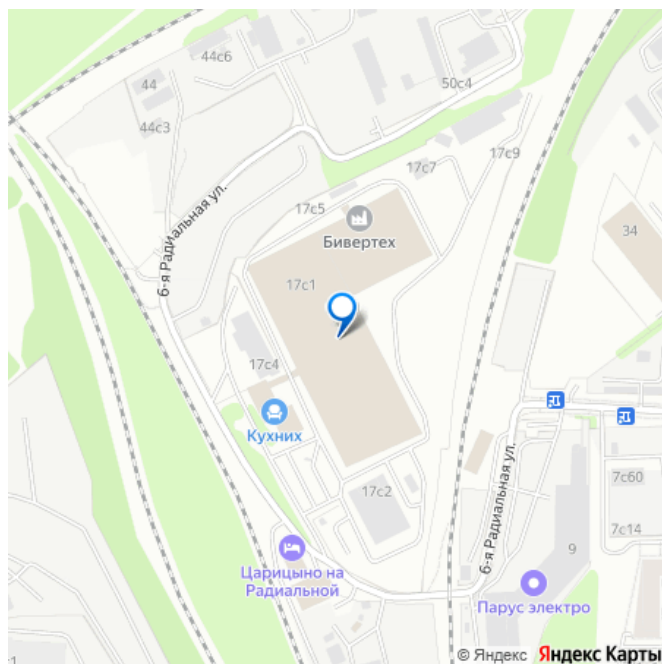 44с6
44
50с4
44с3
17с9
17с7
6-я Радиальная ул.
17с5
Бивертех
34
17с1
17с4
Кухних
6-я Радиальная ул.
7с60
17с2
7с14
9
Царицыно на
Радиальной
Парус электро
© Яндекс Яндекс Карты